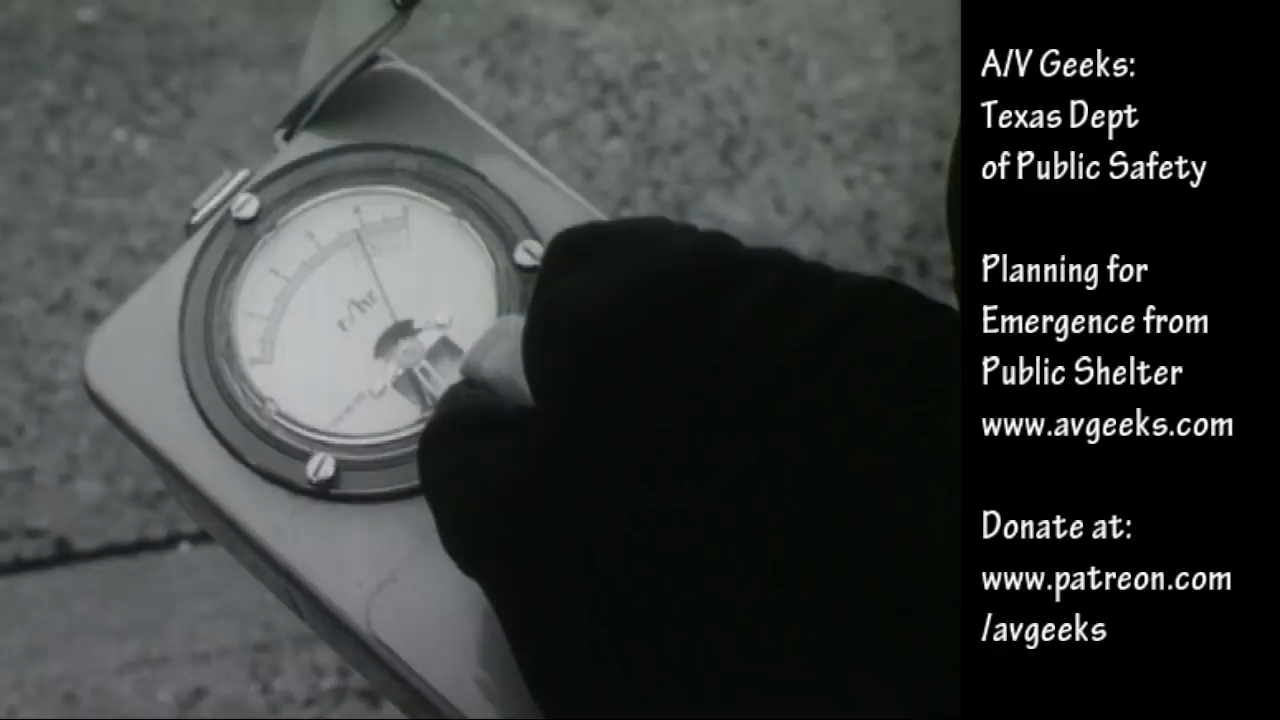 r/hr
A/V Geeks:
Texas Dept
of Public Safety
Planning for
Emergence from
Public Shelter
www.avgeeks.com
Donate at:
www.patreon.com
/avgeeks